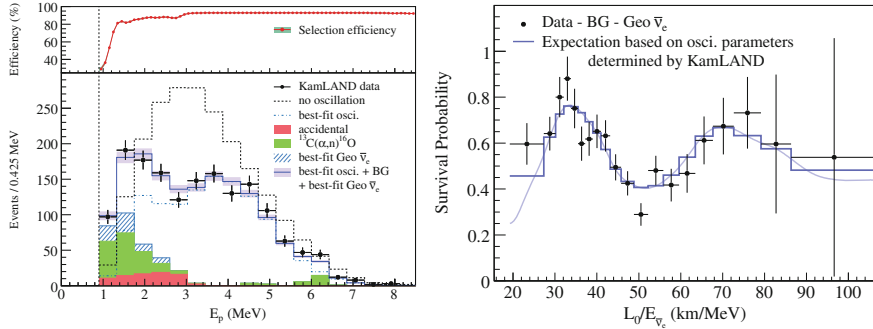 Efficiency (%)
100
80
60
40
Selection efficiency
Events / 0.425 MeV
250
200
150
100
50
0
KamLAND data
no oscillation
best-fit osci.
accidental
¹³C(α,n)¹⁶O
best-fit Geo ν̄ₑ
best-fit osci. + BG
+ best-fit Geo ν̄ₑ
0 1 2 3 4 5 6 7 8
Eₚ (MeV)
Survival Probability
1
0.8
0.6
0.4
0.2
0
Data - BG - Geo ν̄ₑ
Expectation based on osci. parameters
determined by KamLAND
20 30 40 50 60 70 80 90 100
L₀/E_ν̄ₑ (km/MeV)